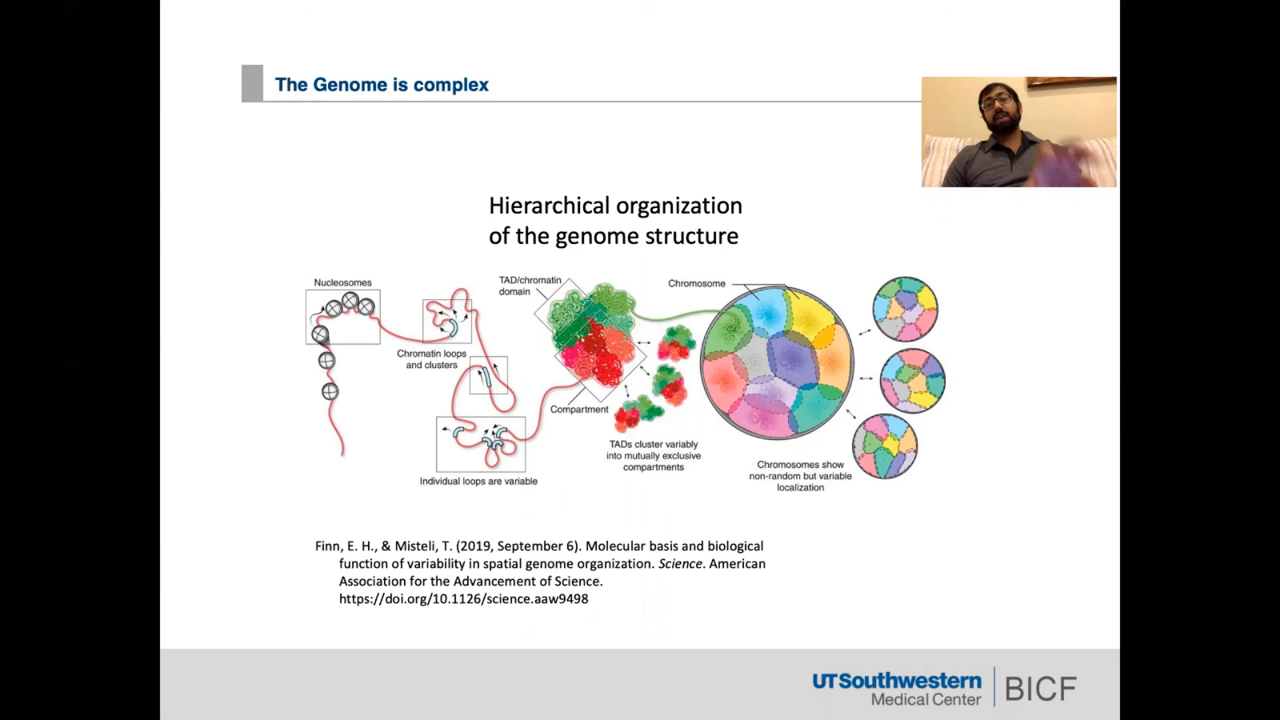 The Genome is complex
Hierarchical organization
of the genome structure
Nucleosomes
Chromatin loops
and clusters
Individual loops are variable
TAD/chromatin
domain
Compartment
TADs cluster variably
into mutually exclusive
compartments
Chromosome
Chromosomes show
non-random but variable
localization
Finn, E. H., & Misteli, T. (2019, September 6). Molecular basis and biological
function of variability in spatial genome organization. Science. American
Association for the Advancement of Science.
https://doi.org/10.1126/science.aaw9498
UTSouthwestern
Medical Center
BICF